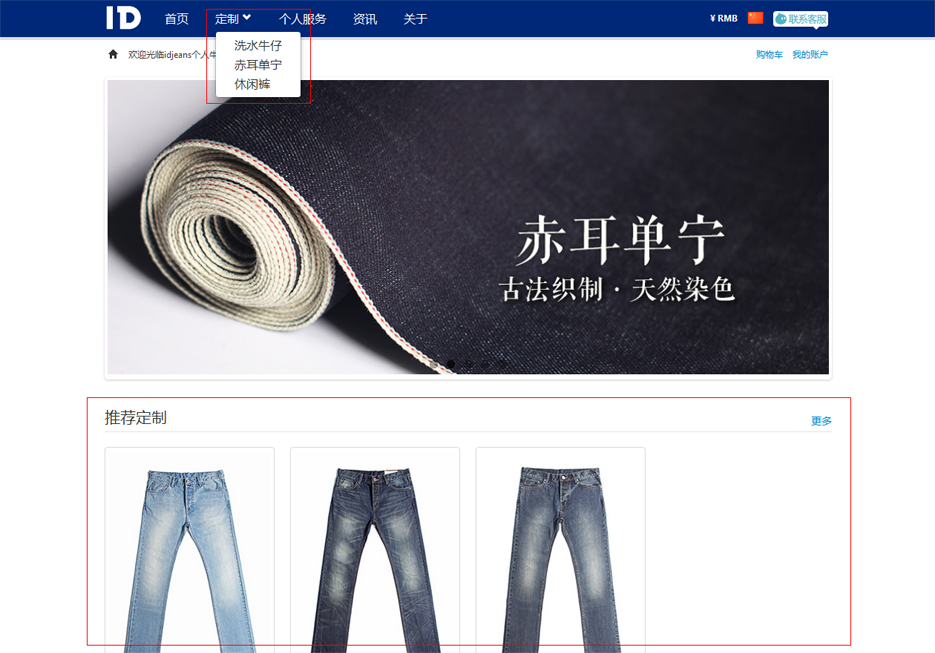 ID 首页 定制 个人服务 资讯 关于 ¥ RMB 联系客服
洗水牛仔
赤耳单宁
休闲裤
欢迎光临idjeans个人牛 购物车 我的账户
赤耳单宁
古法织制·天然染色
推荐定制 更多